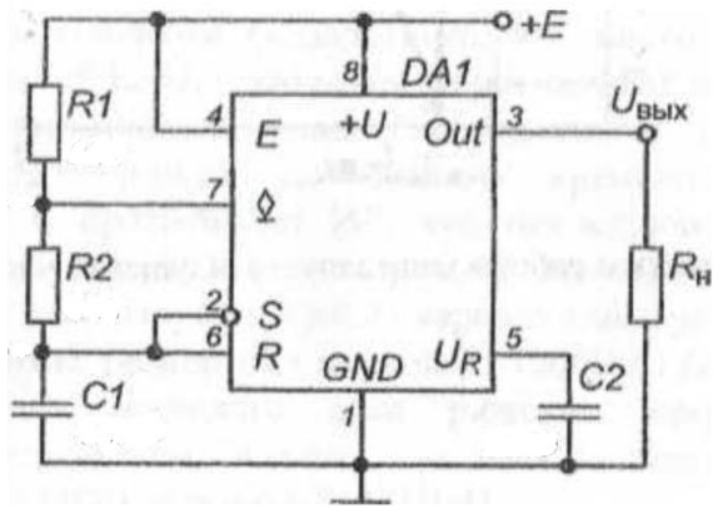 +E
8 DA1
R1
4 E +U Out 3 Uвых
7
R2
2 S
6 R
Rн
GND UR 5
C1 C2
1